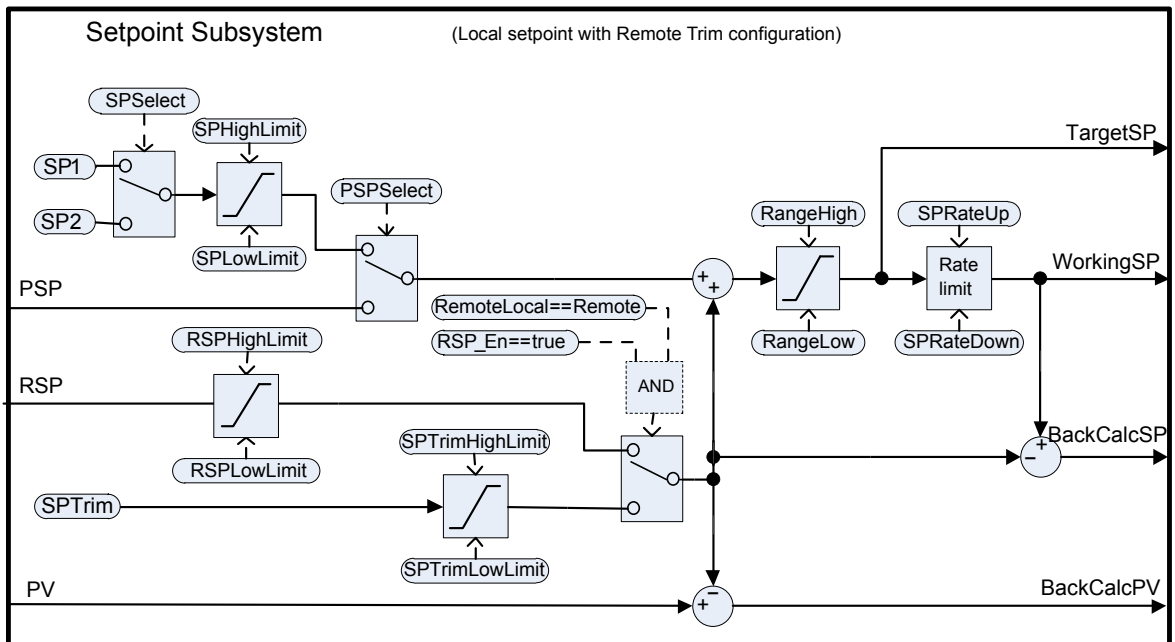 Setpoint Subsystem
(Local setpoint with Remote Trim configuration)
SPSelect
SPHighLimit
TargetSP
SP1
PSPSelect
RangeHigh
SPRateUp
SP2
SPLowLimit
Rate
limit
WorkingSP
PSP
+
+
RemoteLocal==Remote
RSP_En==true
RSPHighLimit
RangeLow
SPRateDown
RSP
AND
SPTrimHighLimit
BackCalcSP
+
−
RSPLowLimit
SPTrim
SPTrimLowLimit
PV
BackCalcPV
−
+